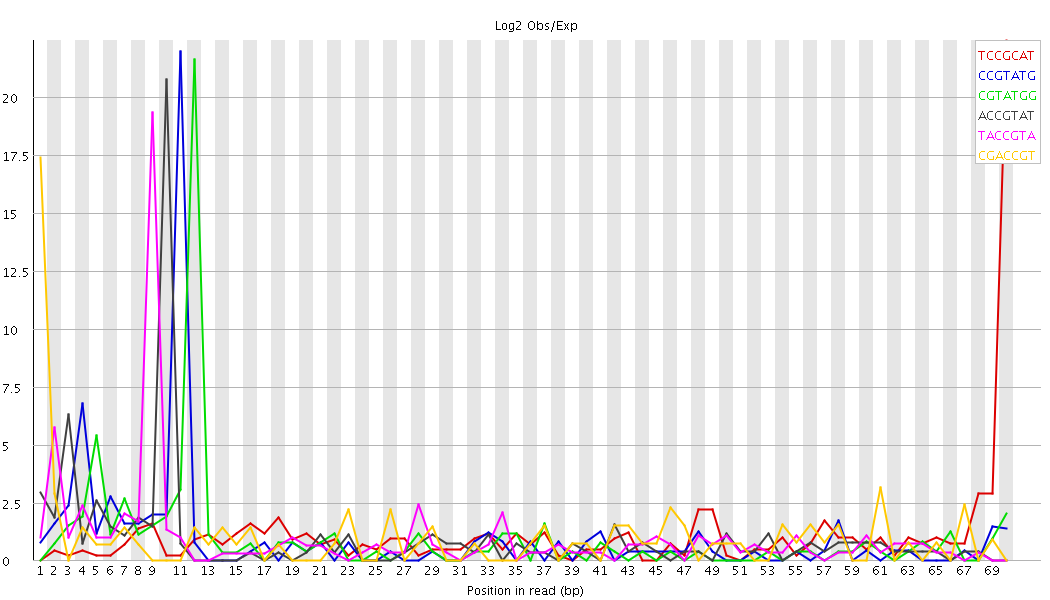 Log2 Obs/Exp
TCCGCAT
CCGTATG
CGTATGG
ACCGTAT
TACCGTA
CGACCGT
20
17.5
15
12.5
10
7.5
5
2.5
0
1 2 3 4 5 6 7 8 9 11 13 15 17 19 21 23 25 27 29 31 33 35 37 39 41 43 45 47 49 51 53 55 57 59 61 63 65 67 69
Position in read (bp)